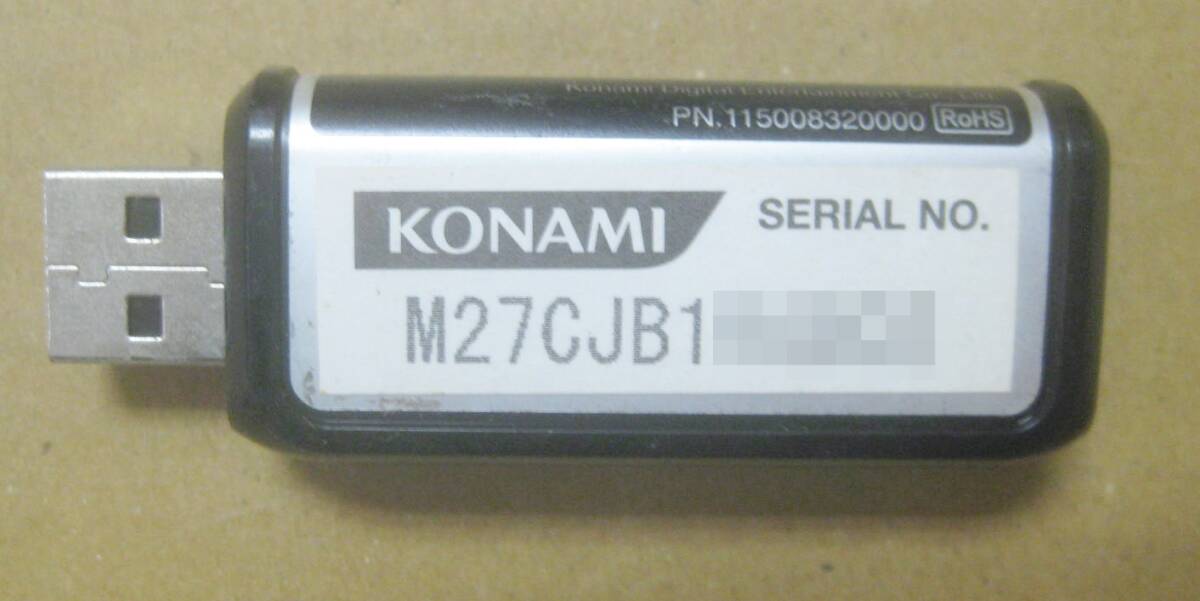 Konami Digital Entertainment Co., Ltd.
PN.115008320000 RoHS
KONAMI
SERIAL NO.
M27CJB1